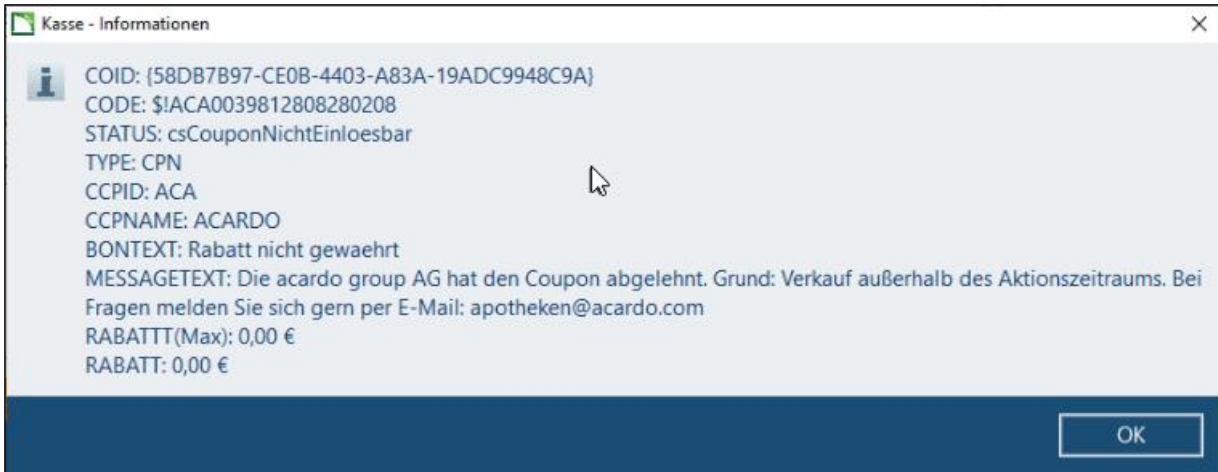 Kasse - Informationen
COID: {58DB7B97-CE0B-4403-A83A-19ADC9948C9A}
CODE: $!ACA0039812808280208
STATUS: csCouponNichtEinloesbar
TYPE: CPN
CCPID: ACA
CCPNAME: ACARDO
BONTEXT: Rabatt nicht gewaehrt
MESSAGETEXT: Die acardo group AG hat den Coupon abgelehnt. Grund: Verkauf außerhalb des Aktionszeitraums. Bei
Fragen melden Sie sich gern per E-Mail: apotheken@acardo.com
RABATTT(Max): 0,00 €
RABATT: 0,00 €
OK